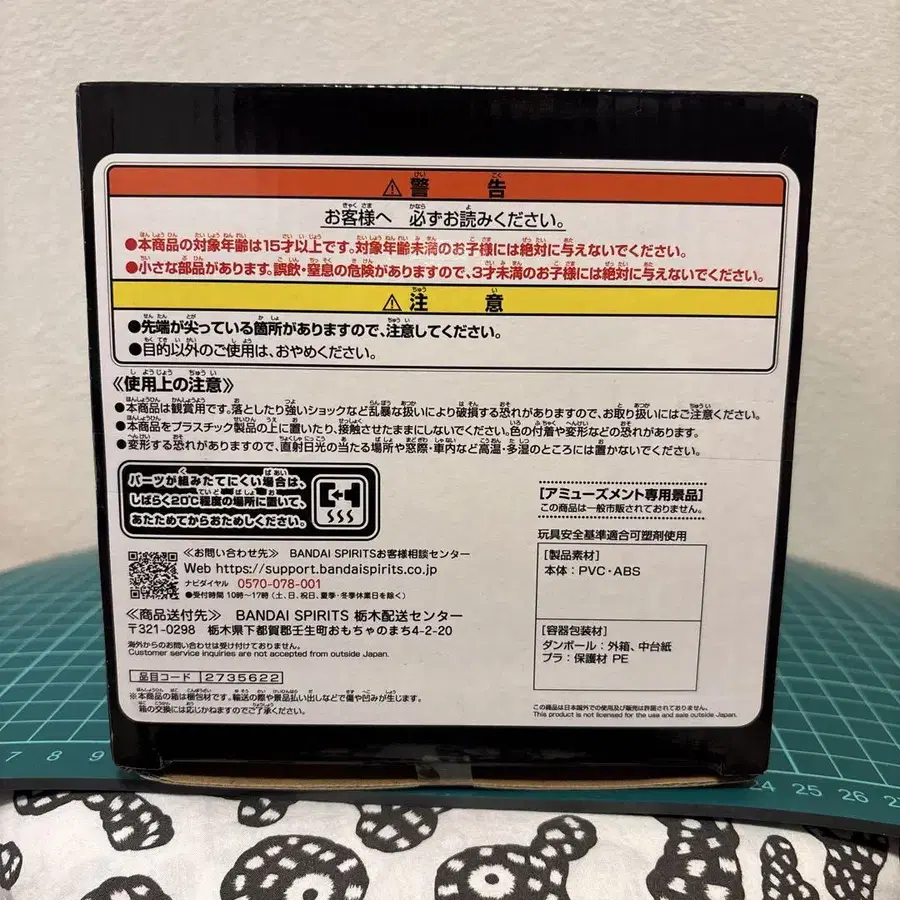 ⚠警告
お客様へ 必ずお読みください。
●本商品の対象年齢は15才以上です。対象年齢未満のお子様には絶対に与えないでください。
●小さな部品があります。誤飲・窒息の危険がありますので、3才未満のお子様には絶対に与えないでください。
⚠注意
●先端が尖っている箇所がありますので、注意してください。
●目的以外のご使用は、おやめください。
《使用上の注意》
●本商品は観賞用です。落としたり強いショックなど乱暴な扱いにより破損する恐れがありますので、お取り扱いにはご注意ください。
●本商品をプラスチック製品の上に置いたり、接触させたままにしないでください。色の付着や変形などの恐れがあります。
●変形する恐れがありますので、直射日光の当たる場所や窓際・車内など高温・多湿のところには置かないでください。
パーツが組みたてにくい場合は、
しばらく20℃程度の場所に置いて、
あたためてからおためしください。
[アミューズメント専用景品]
この商品は一般市販されておりません。
玩具安全基準適合可塑剤使用
[製品素材]
本体:PVC・ABS
[容器包装材]
ダンボール:外箱、中台紙
プラ:保護材 PE
≪お問い合わせ先≫ BANDAI SPIRITSお客様相談センター
Web https://support.bandaispirits.co.jp
ナビダイヤル 0570-078-001
●受付時間 10時〜17時(土、日、祝日、夏季・冬季休業日を除く)
≪商品送付先≫ BANDAI SPIRITS 栃木配送センター
〒321-0298 栃木県下都賀郡壬生町おもちゃのまち4-2-20
海外からのお問い合わせは受け付けておりません。
Customer service inquiries are not accepted from outside Japan.
品目コード 2735622
※本商品の箱は梱包材です。輸送の際や景品払い出しなどで傷や凹みが生じます。
箱の交換には応じかねますのでご了承ください。
この商品は日本国外での使用及び販売は許諾されておりません。
This product is not licensed for the use and sale outside Japan.
7 8 9
24 25 26